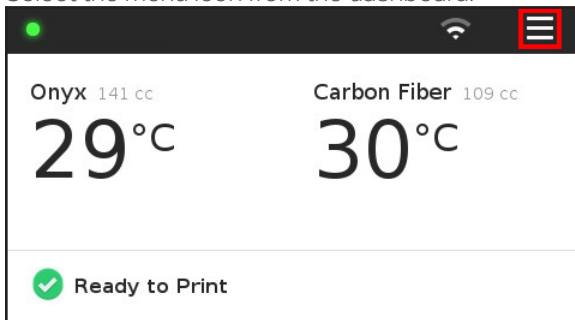 Select the menu icon from the dashboard.
Onyx 141 cc Carbon Fiber 109 cc
29°C 30°C
Ready to Print